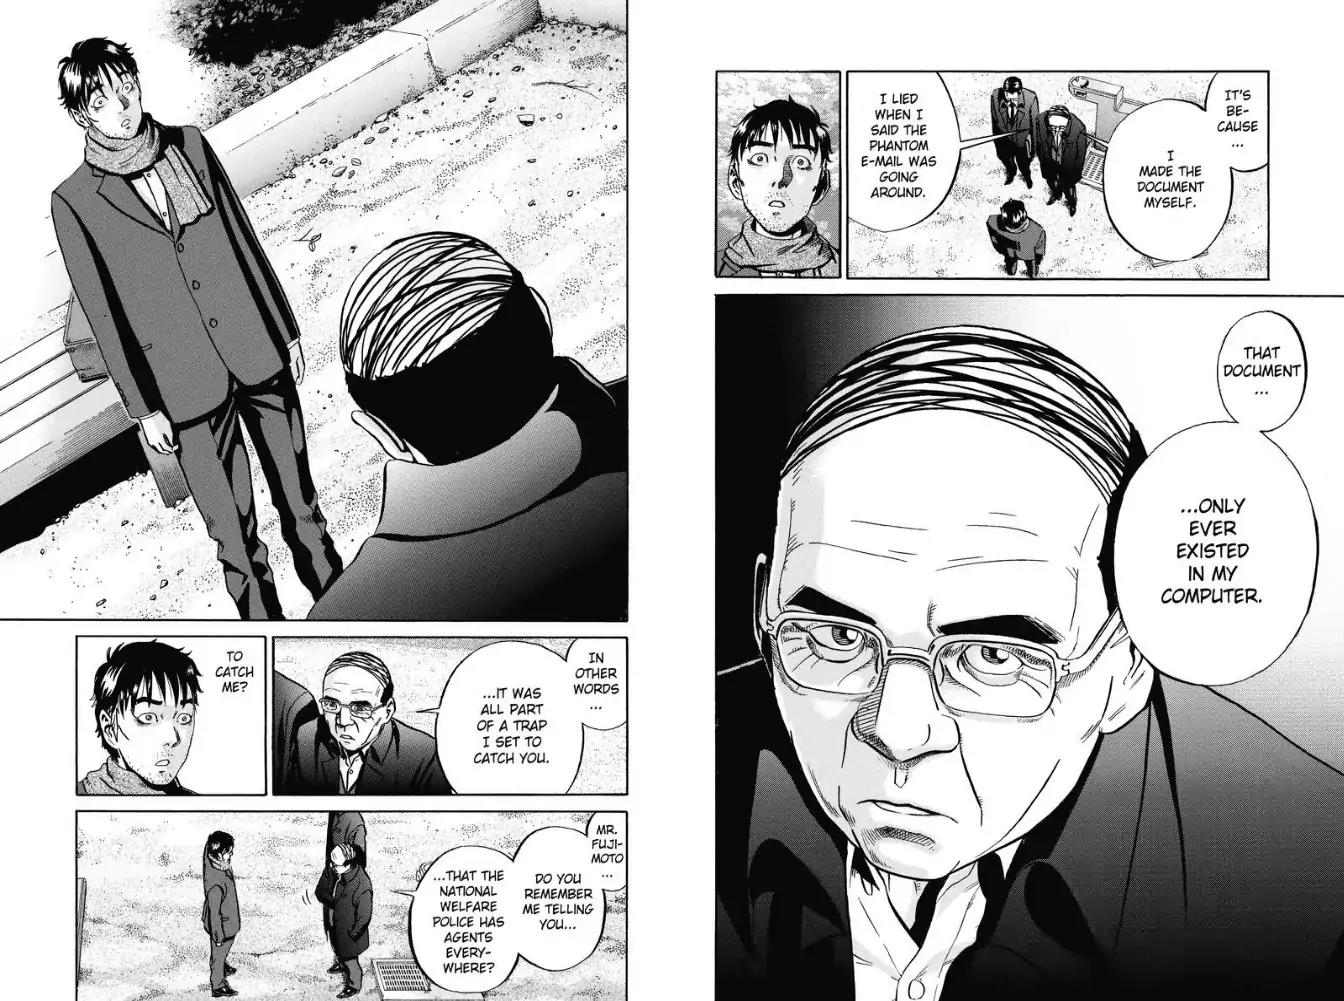 IT'S
BE-
CAUSE
...
I
MADE THE
DOCUMENT
MYSELF.
I LIED
WHEN I
SAID THE
PHANTOM
E-MAIL WAS
GOING
AROUND.
THAT
DOCUMENT
...
...ONLY
EVER
EXISTED
IN MY
COMPUTER.
IN
OTHER
WORDS
...
...IT WAS
ALL PART
OF A TRAP
I SET TO
CATCH YOU.
TO
CATCH
ME?
MR.
FUJI-
MOTO
...
DO YOU
REMEMBER
ME TELLING
YOU...
...THAT THE
NATIONAL
WELFARE
POLICE HAS
AGENTS
EVERY-
WHERE?